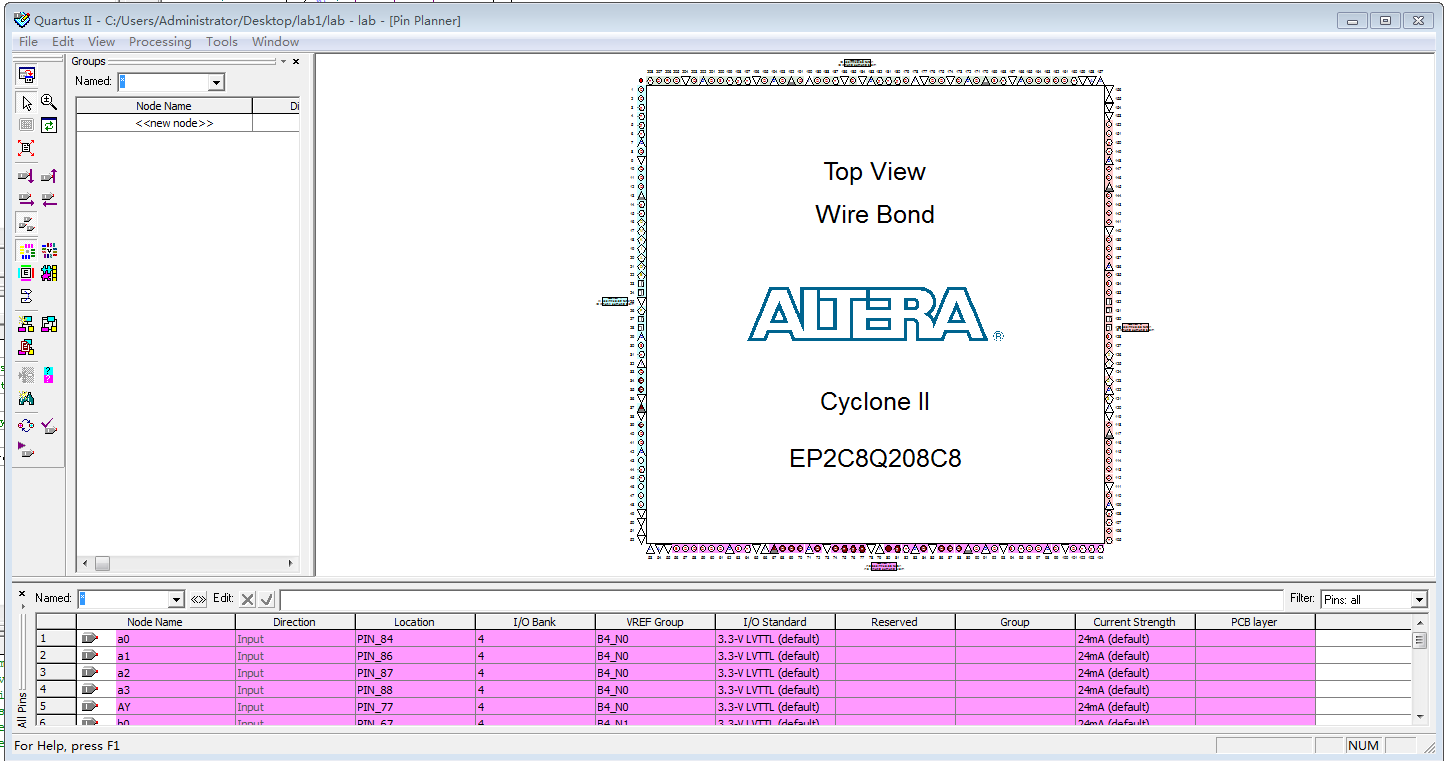 Quartus II - C:/Users/Administrator/Desktop/lab1/lab - lab - [Pin Planner]
File Edit View Processing Tools Window
Groups
Named: *
Node Name Di
<<new node>>
Top View
Wire Bond
ALTERA ®
Cyclone II
EP2C8Q208C8
Named: * <<>> Edit: Filter: Pins: all
Node Name Direction Location I/O Bank VREF Group I/O Standard Reserved Group Current Strength PCB layer
1 a0 Input PIN_84 4 B4_N0 3.3-V LVTTL (default) 24mA (default)
2 a1 Input PIN_86 4 B4_N0 3.3-V LVTTL (default) 24mA (default)
3 a2 Input PIN_87 4 B4_N0 3.3-V LVTTL (default) 24mA (default)
4 a3 Input PIN_88 4 B4_N0 3.3-V LVTTL (default) 24mA (default)
5 AY Input PIN_77 4 B4_N0 3.3-V LVTTL (default) 24mA (default)
6 b0 Input PIN_67 4 B4_N1 3.3-V LVTTL (default) 24mA (default)
All Pins
For Help, press F1
NUM